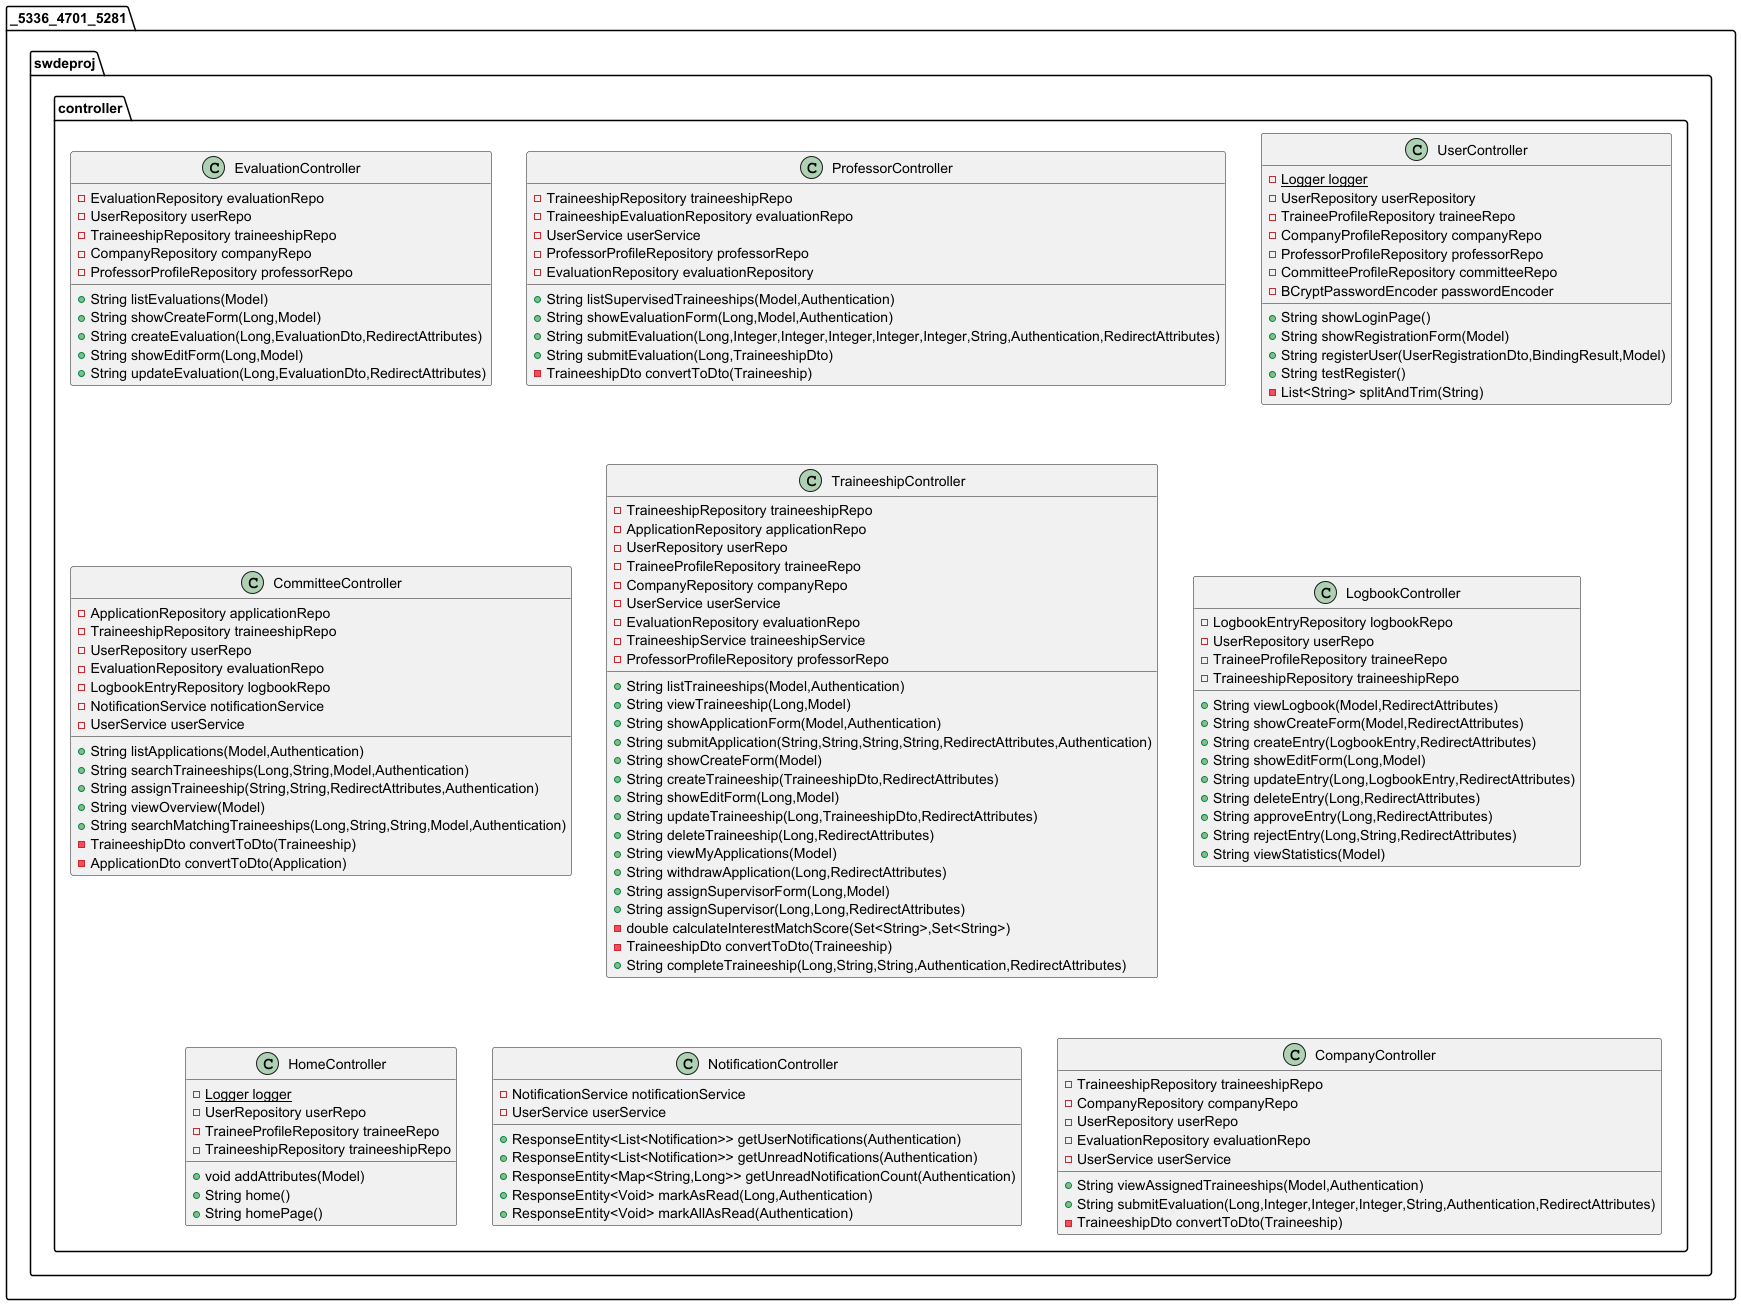 _5336_4701_5281
swdeproj
controller
C EvaluationController
EvaluationRepository evaluationRepo
UserRepository userRepo
TraineeshipRepository traineeshipRepo
CompanyRepository companyRepo
ProfessorProfileRepository professorRepo
String listEvaluations(Model)
String showCreateForm(Long,Model)
String createEvaluation(Long,EvaluationDto,RedirectAttributes)
String showEditForm(Long,Model)
String updateEvaluation(Long,EvaluationDto,RedirectAttributes)
C ProfessorController
TraineeshipRepository traineeshipRepo
TraineeshipEvaluationRepository evaluationRepo
UserService userService
ProfessorProfileRepository professorRepo
EvaluationRepository evaluationRepository
String listSupervisedTraineeships(Model,Authentication)
String showEvaluationForm(Long,Model,Authentication)
String submitEvaluation(Long,Integer,Integer,Integer,Integer,Integer,String,Authentication,RedirectAttributes)
String submitEvaluation(Long,TraineeshipDto)
TraineeshipDto convertToDto(Traineeship)
C UserController
Logger logger
UserRepository userRepository
TraineeProfileRepository traineeRepo
CompanyProfileRepository companyRepo
ProfessorProfileRepository professorRepo
CommitteeProfileRepository committeeRepo
BCryptPasswordEncoder passwordEncoder
String showLoginPage()
String showRegistrationForm(Model)
String registerUser(UserRegistrationDto,BindingResult,Model)
String testRegister()
List<String> splitAndTrim(String)
C CommitteeController
ApplicationRepository applicationRepo
TraineeshipRepository traineeshipRepo
UserRepository userRepo
EvaluationRepository evaluationRepo
LogbookEntryRepository logbookRepo
NotificationService notificationService
UserService userService
String listApplications(Model,Authentication)
String searchTraineeships(Long,String,Model,Authentication)
String assignTraineeship(String,String,RedirectAttributes,Authentication)
String viewOverview(Model)
String searchMatchingTraineeships(Long,String,String,Model,Authentication)
TraineeshipDto convertToDto(Traineeship)
ApplicationDto convertToDto(Application)
C TraineeshipController
TraineeshipRepository traineeshipRepo
ApplicationRepository applicationRepo
UserRepository userRepo
TraineeProfileRepository traineeRepo
CompanyRepository companyRepo
UserService userService
EvaluationRepository evaluationRepo
TraineeshipService traineeshipService
ProfessorProfileRepository professorRepo
String listTraineeships(Model,Authentication)
String viewTraineeship(Long,Model)
String showApplicationForm(Model,Authentication)
String submitApplication(String,String,String,String,RedirectAttributes,Authentication)
String showCreateForm(Model)
String createTraineeship(TraineeshipDto,RedirectAttributes)
String showEditForm(Long,Model)
String updateTraineeship(Long,TraineeshipDto,RedirectAttributes)
String deleteTraineeship(Long,RedirectAttributes)
String viewMyApplications(Model)
String withdrawApplication(Long,RedirectAttributes)
String assignSupervisorForm(Long,Model)
String assignSupervisor(Long,Long,RedirectAttributes)
double calculateInterestMatchScore(Set<String>,Set<String>)
TraineeshipDto convertToDto(Traineeship)
String completeTraineeship(Long,String,String,Authentication,RedirectAttributes)
C LogbookController
LogbookEntryRepository logbookRepo
UserRepository userRepo
TraineeProfileRepository traineeRepo
TraineeshipRepository traineeshipRepo
String viewLogbook(Model,RedirectAttributes)
String showCreateForm(Model,RedirectAttributes)
String createEntry(LogbookEntry,RedirectAttributes)
String showEditForm(Long,Model)
String updateEntry(Long,LogbookEntry,RedirectAttributes)
String deleteEntry(Long,RedirectAttributes)
String approveEntry(Long,RedirectAttributes)
String rejectEntry(Long,String,RedirectAttributes)
String viewStatistics(Model)
C HomeController
Logger logger
UserRepository userRepo
TraineeProfileRepository traineeRepo
TraineeshipRepository traineeshipRepo
void addAttributes(Model)
String home()
String homePage()
C NotificationController
NotificationService notificationService
UserService userService
ResponseEntity<List<Notification>> getUserNotifications(Authentication)
ResponseEntity<List<Notification>> getUnreadNotifications(Authentication)
ResponseEntity<Map<String,Long>> getUnreadNotificationCount(Authentication)
ResponseEntity<Void> markAsRead(Long,Authentication)
ResponseEntity<Void> markAllAsRead(Authentication)
C CompanyController
TraineeshipRepository traineeshipRepo
CompanyRepository companyRepo
UserRepository userRepo
EvaluationRepository evaluationRepo
UserService userService
String viewAssignedTraineeships(Model,Authentication)
String submitEvaluation(Long,Integer,Integer,Integer,String,Authentication,RedirectAttributes)
TraineeshipDto convertToDto(Traineeship)